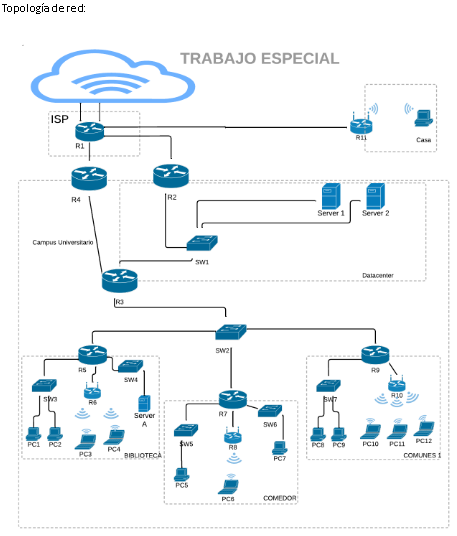 Topología de red:
TRABAJO ESPECIAL
ISP
R1
R11
Casa
R4
R2
Server 1
Server 2
Campus Universitario
SW1
Datacenter
R3
SW2
R5
R9
SW4
SW3
R6
R7
SW7
R10
Server
A
SW6
SW5
R8
PC1
PC2
PC3
PC4
BIBLIOTECA
PC7
PC8
PC9
PC10
PC11
PC12
COMUNES 1
PC5
PC6
COMEDOR